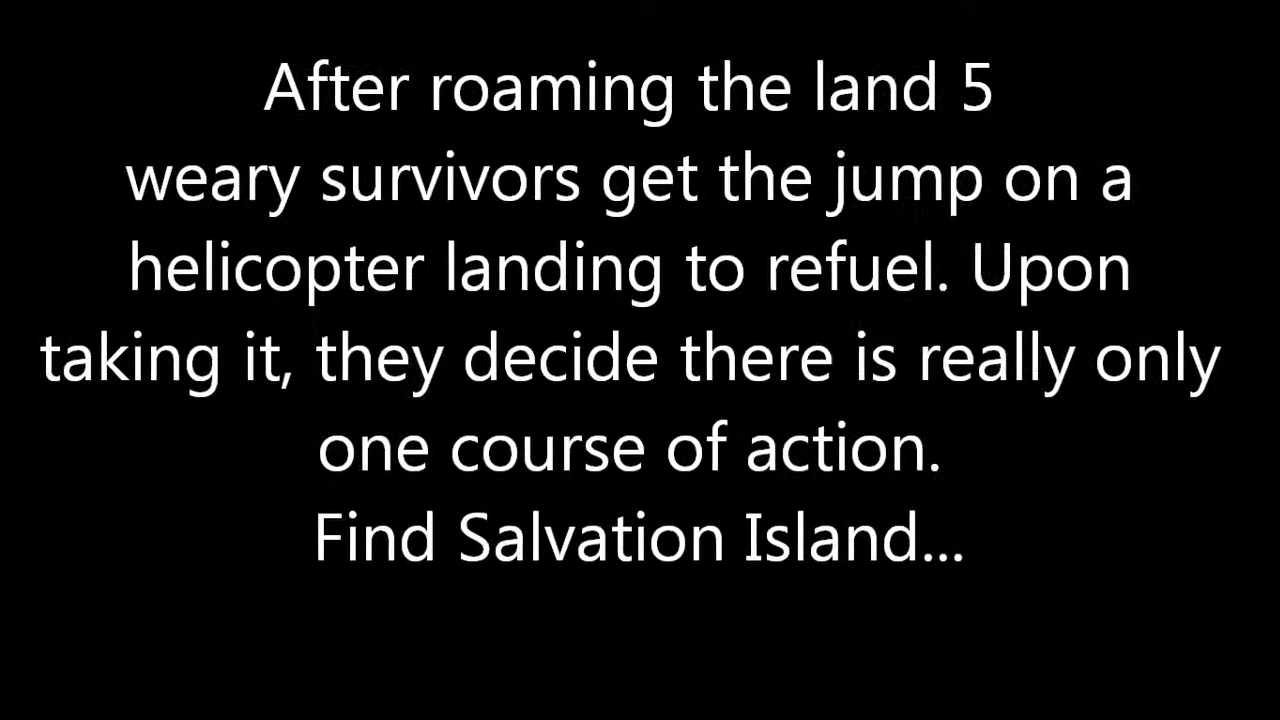 After roaming the land 5
weary survivors get the jump on a
helicopter landing to refuel. Upon
taking it, they decide there is really only
one course of action.
Find Salvation Island...